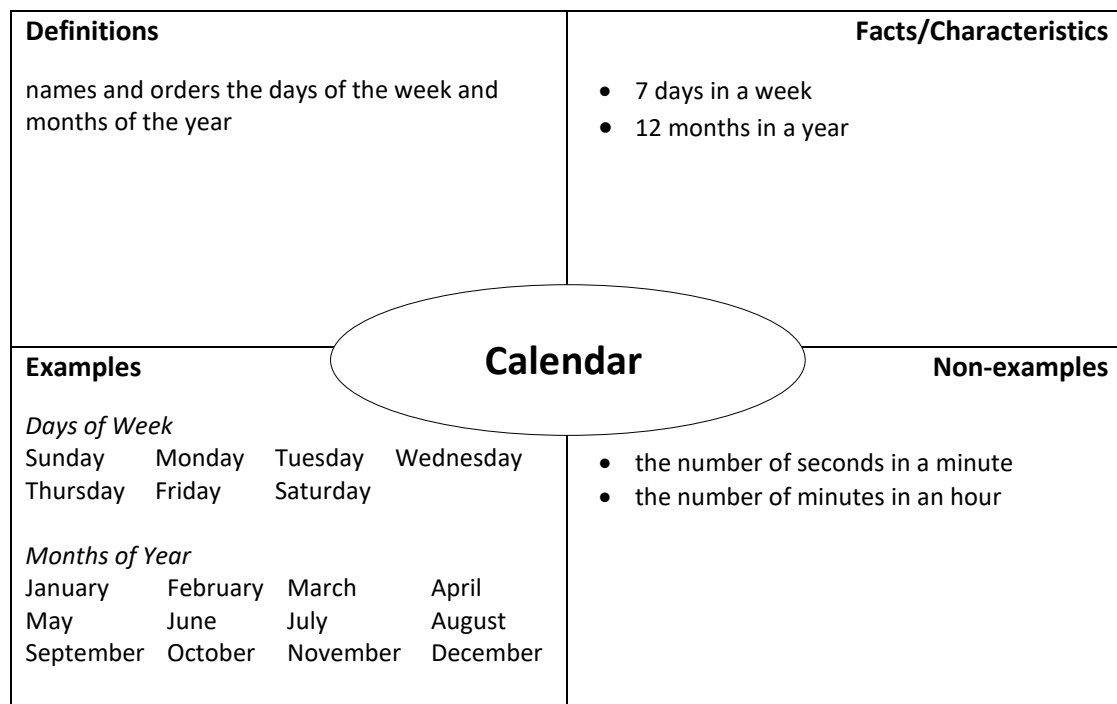 Definitions
names and orders the days of the week and
months of the year
Facts/Characteristics
• 7 days in a week
• 12 months in a year
Calendar
Examples
Days of Week
Sunday Monday Tuesday Wednesday
Thursday Friday Saturday
Months of Year
January February March April
May June July August
September October November December
Non-examples
• the number of seconds in a minute
• the number of minutes in an hour